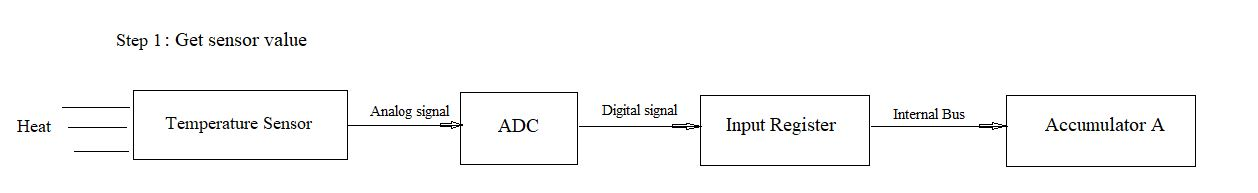 Step 1: Get sensor value
Heat
Temperature Sensor
Analog signal
ADC
Digital signal
Input Register
Internal Bus
Accumulator A